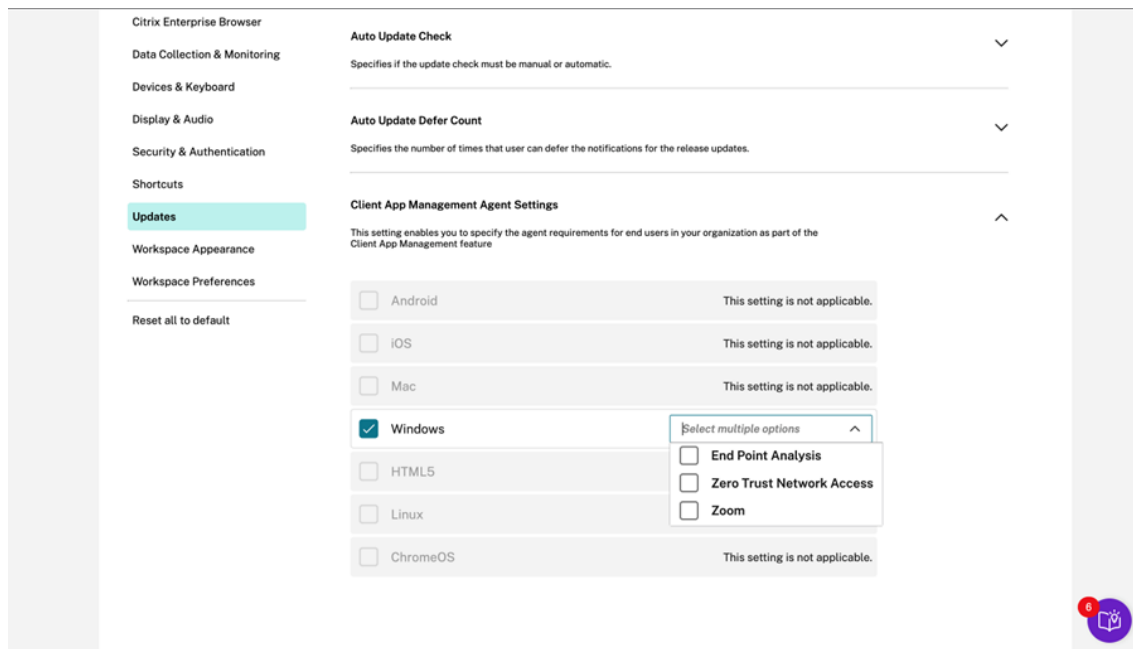 Citrix Enterprise Browser
Data Collection & Monitoring
Devices & Keyboard
Display & Audio
Security & Authentication
Shortcuts
Updates
Workspace Appearance
Workspace Preferences
Reset all to default
Auto Update Check
Specifies if the update check must be manual or automatic.
Auto Update Defer Count
Specifies the number of times that user can defer the notifications for the release updates.
Client App Management Agent Settings
This setting enables you to specify the agent requirements for end users in your organization as part of the
Client App Management feature
Android This setting is not applicable.
iOS This setting is not applicable.
Mac This setting is not applicable.
Windows Select multiple options
End Point Analysis
HTML5
Zero Trust Network Access
Linux
Zoom
ChromeOS This setting is not applicable.
6